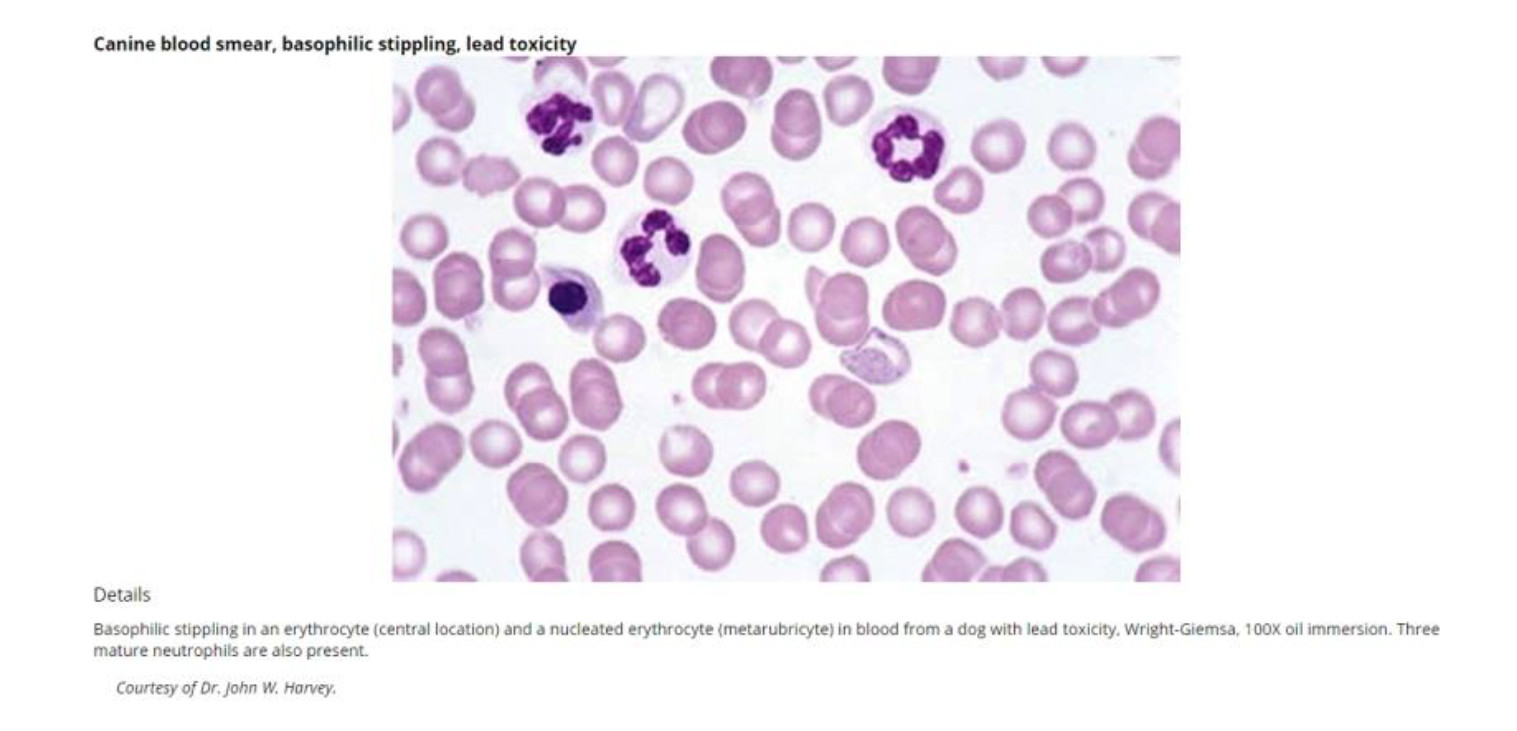 Canine blood smear, basophilic stippling, lead toxicity
Details
Basophilic stippling in an erythrocyte (central location) and a nucleated erythrocyte (metarubricyte) in blood from a dog with lead toxicity, Wright-Giemsa, 100X oil immersion. Three
mature neutrophils are also present.
Courtesy of Dr. John W. Harvey.